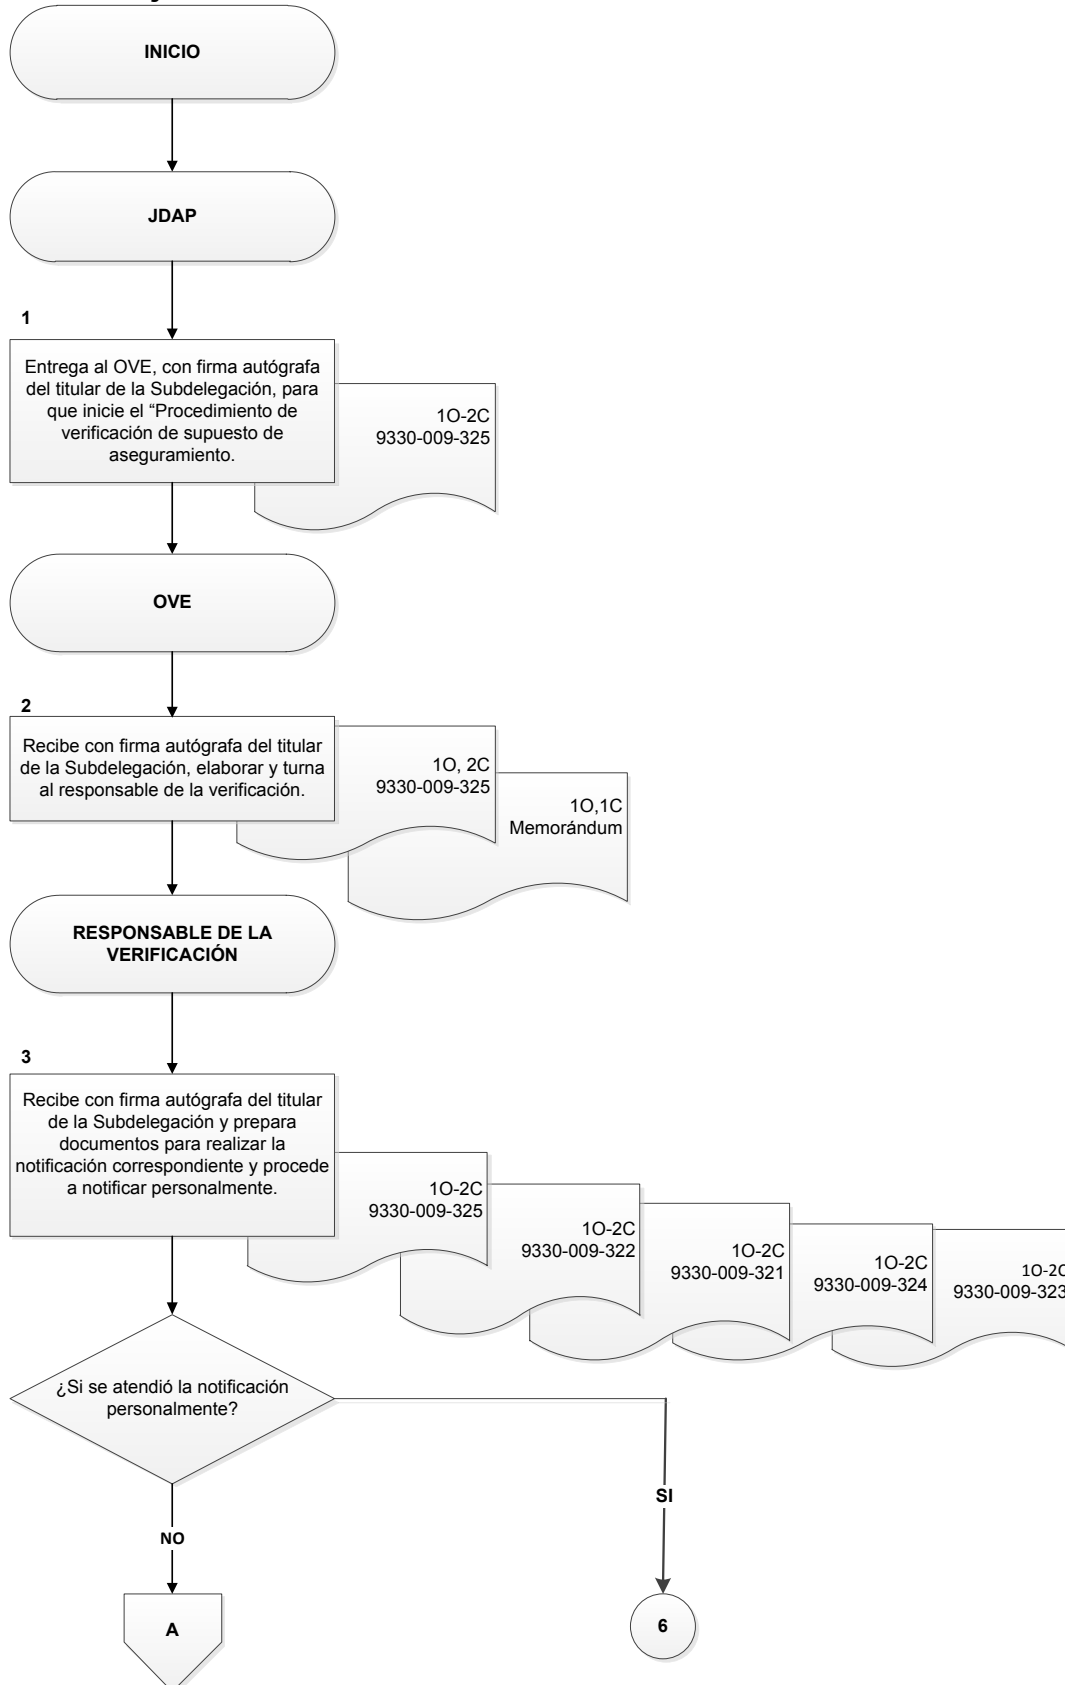 INICIO
JDAP
1
Entrega al OVE, con firma autógrafa
del titular de la Subdelegación, para
que inicie el “Procedimiento de
verificación de supuesto de
aseguramiento.
1O-2C
9330-009-325
OVE
2
Recibe con firma autógrafa del titular
de la Subdelegación, elaborar y turna
al responsable de la verificación.
1O, 2C
9330-009-325
1O,1C
Memorándum
RESPONSABLE DE LA
VERIFICACIÓN
3
Recibe con firma autógrafa del titular
de la Subdelegación y prepara
documentos para realizar la
notificación correspondiente y procede
a notificar personalmente.
1O-2C
9330-009-325
1O-2C
9330-009-322
1O-2C
9330-009-321
1O-2C
9330-009-324
1O-2C
9330-009-323
¿Si se atendió la notificación
personalmente?
SI
NO
A
6